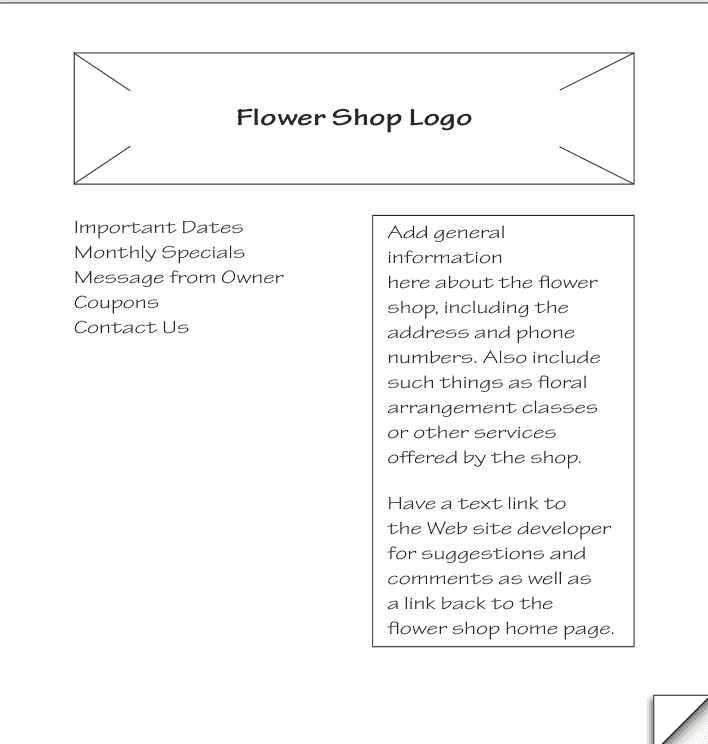 Flower Shop Logo
Important Dates
Monthly Specials
Message from Owner
Coupons
Contact Us
Add general
information
here about the flower
shop, including the
address and phone
numbers. Also include
such things as floral
arrangement classes
or other services
offered by the shop.
Have a text link to
the Web site developer
for suggestions and
comments as well as
a link back to the
flower shop home page.